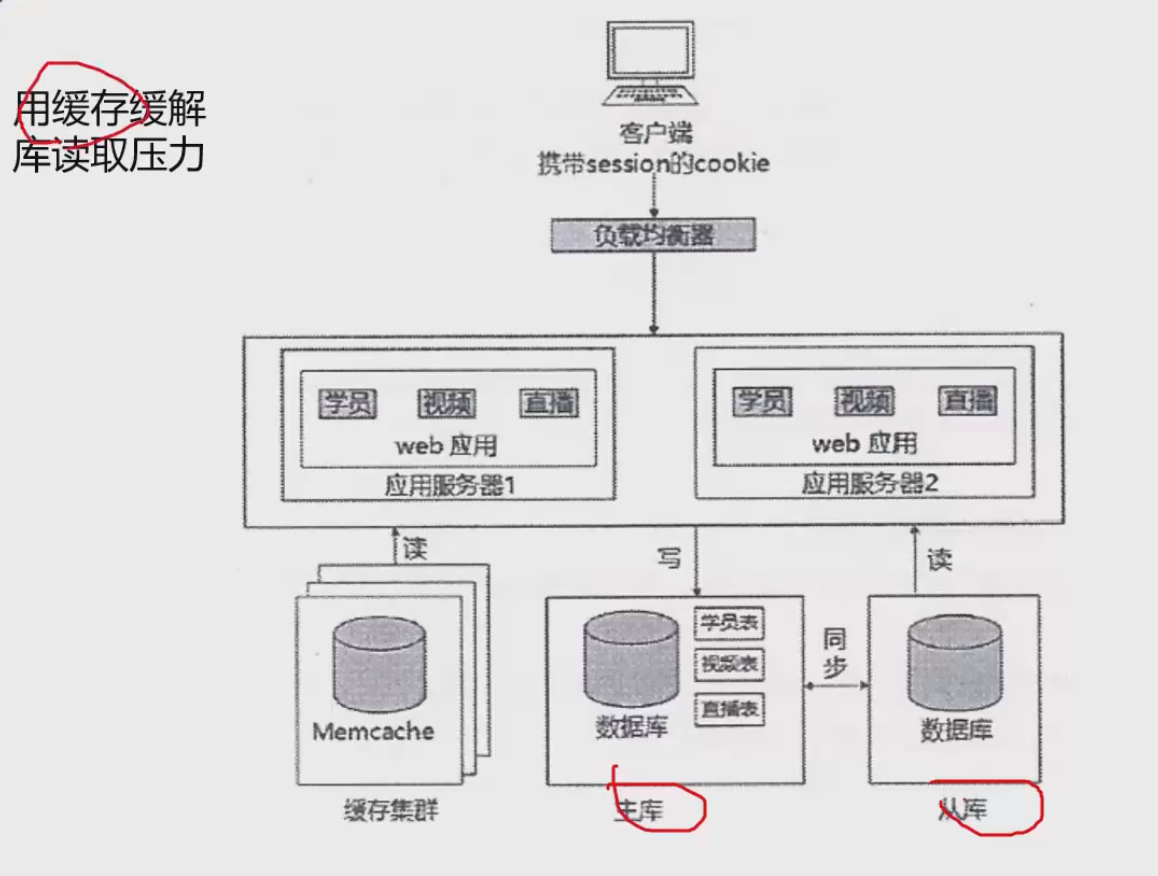 用缓存缓解
库读取压力
客户端
携带session的cookie
负载均衡器
学员 视频 直播
web 应用
应用服务器1
学员 视频 直播
web 应用
应用服务器2
读
写
读
Memcache
缓存集群
数据库
学员表
视频表
直播表
主库
同步
数据库
从库